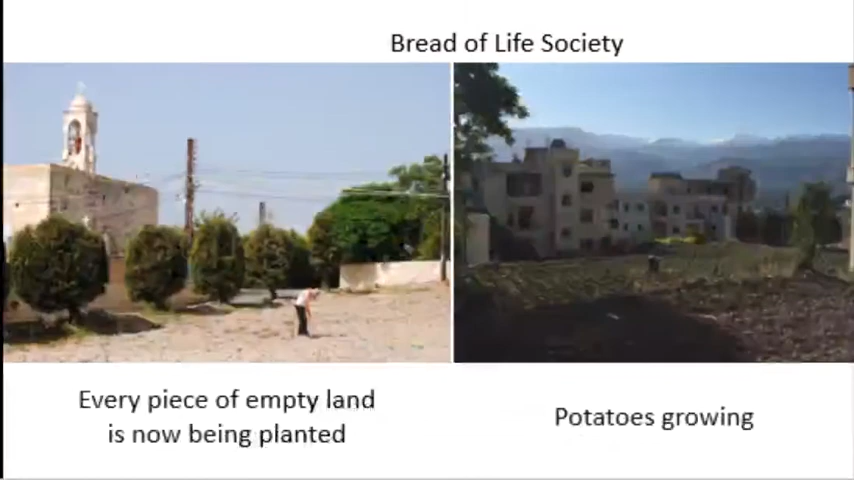 Bread of Life Society
Every piece of empty land
is now being planted
Potatoes growing